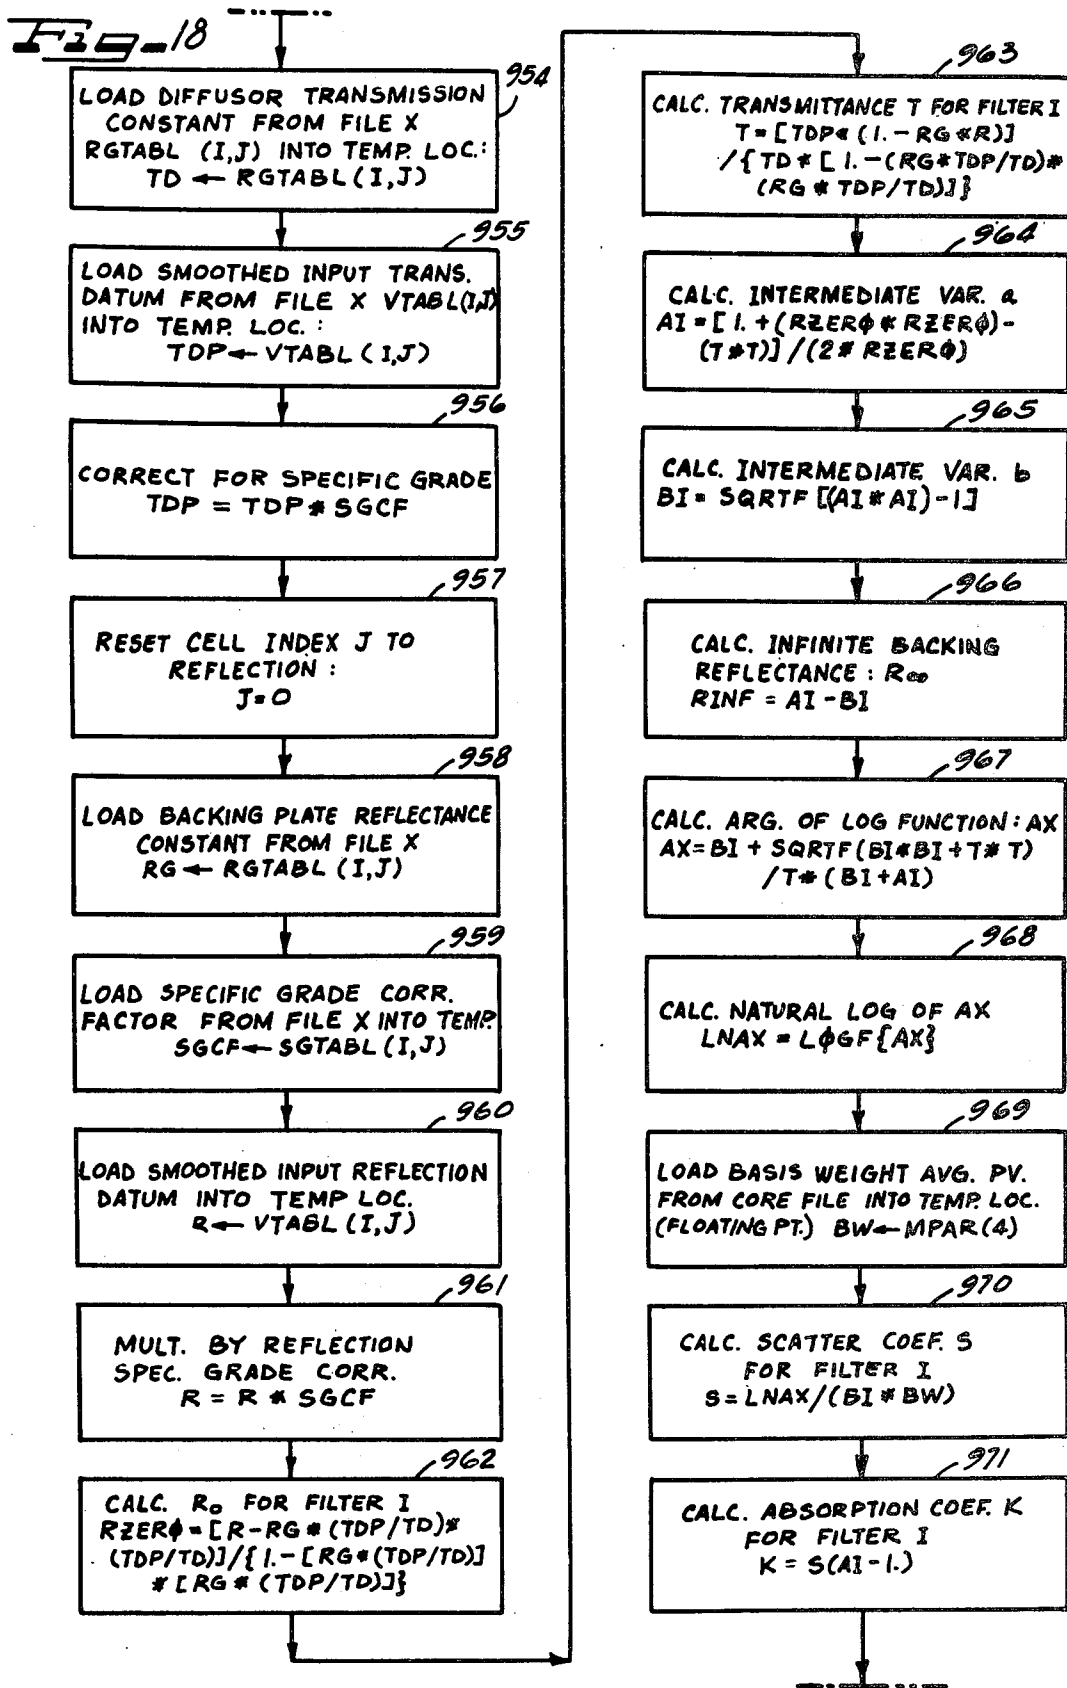 Fig-18
954
LOAD DIFFUSOR TRANSMISSION
CONSTANT FROM FILE X
RGTABL (I,J) INTO TEMP. LOC.:
TD ← RGTABL(I,J)
955
LOAD SMOOTHED INPUT TRANS.
DATUM FROM FILE X VTABL(I,J)
INTO TEMP. LOC.:
TDP ← VTABL (I,J)
956
CORRECT FOR SPECIFIC GRADE
TDP = TDP * SGCF
957
RESET CELL INDEX J TO
REFLECTION:
J=0
958
LOAD BACKING PLATE REFLECTANCE
CONSTANT FROM FILE X
RG ← RGTABL (I,J)
959
LOAD SPECIFIC GRADE CORR.
FACTOR FROM FILE X INTO TEMP.
SGCF ← SGTABL(I,J)
960
LOAD SMOOTHED INPUT REFLECTION
DATUM INTO TEMP LOC.
R ← VTABL (I,J)
961
MULT. BY REFLECTION
SPEC. GRADE CORR.
R = R * SGCF
962
CALC. R₀ FOR FILTER I
RZERØ = [R-RG * (TDP/TD)*
(TDP/TD)]/{1.-[RG*(TDP/TD)]
* [RG * (TDP/TD)]}
963
CALC. TRANSMITTANCE T FOR FILTER I
T = [TDP * (1. - RG * R)]
/{TD * [1. -(RG*TDP/TD)*
(RG * TDP/TD)]}
964
CALC. INTERMEDIATE VAR. a
AI = [1. + (RZERØ * RZERØ)-
(T*T)]/(2* RZERØ)
965
CALC. INTERMEDIATE VAR. b
BI = SQRTF [(AI * AI)-1]
966
CALC. INFINITE BACKING
REFLECTANCE: R∞
RINF = AI - BI
967
CALC. ARG. OF LOG FUNCTION: AX
AX = BI + SQRTF(BI*BI+T*T)
/T*(BI+AI)
968
CALC. NATURAL LOG OF AX
LNAX = LØGF{AX}
969
LOAD BASIS WEIGHT AVG. PV.
FROM CORE FILE INTO TEMP. LOC.
(FLOATING PT.) BW ← MPAR(4)
970
CALC. SCATTER COEF. S
FOR FILTER I
S = LNAX/(BI * BW)
971
CALC. ABSORPTION COEF. K
FOR FILTER I
K = S(AI-1.)